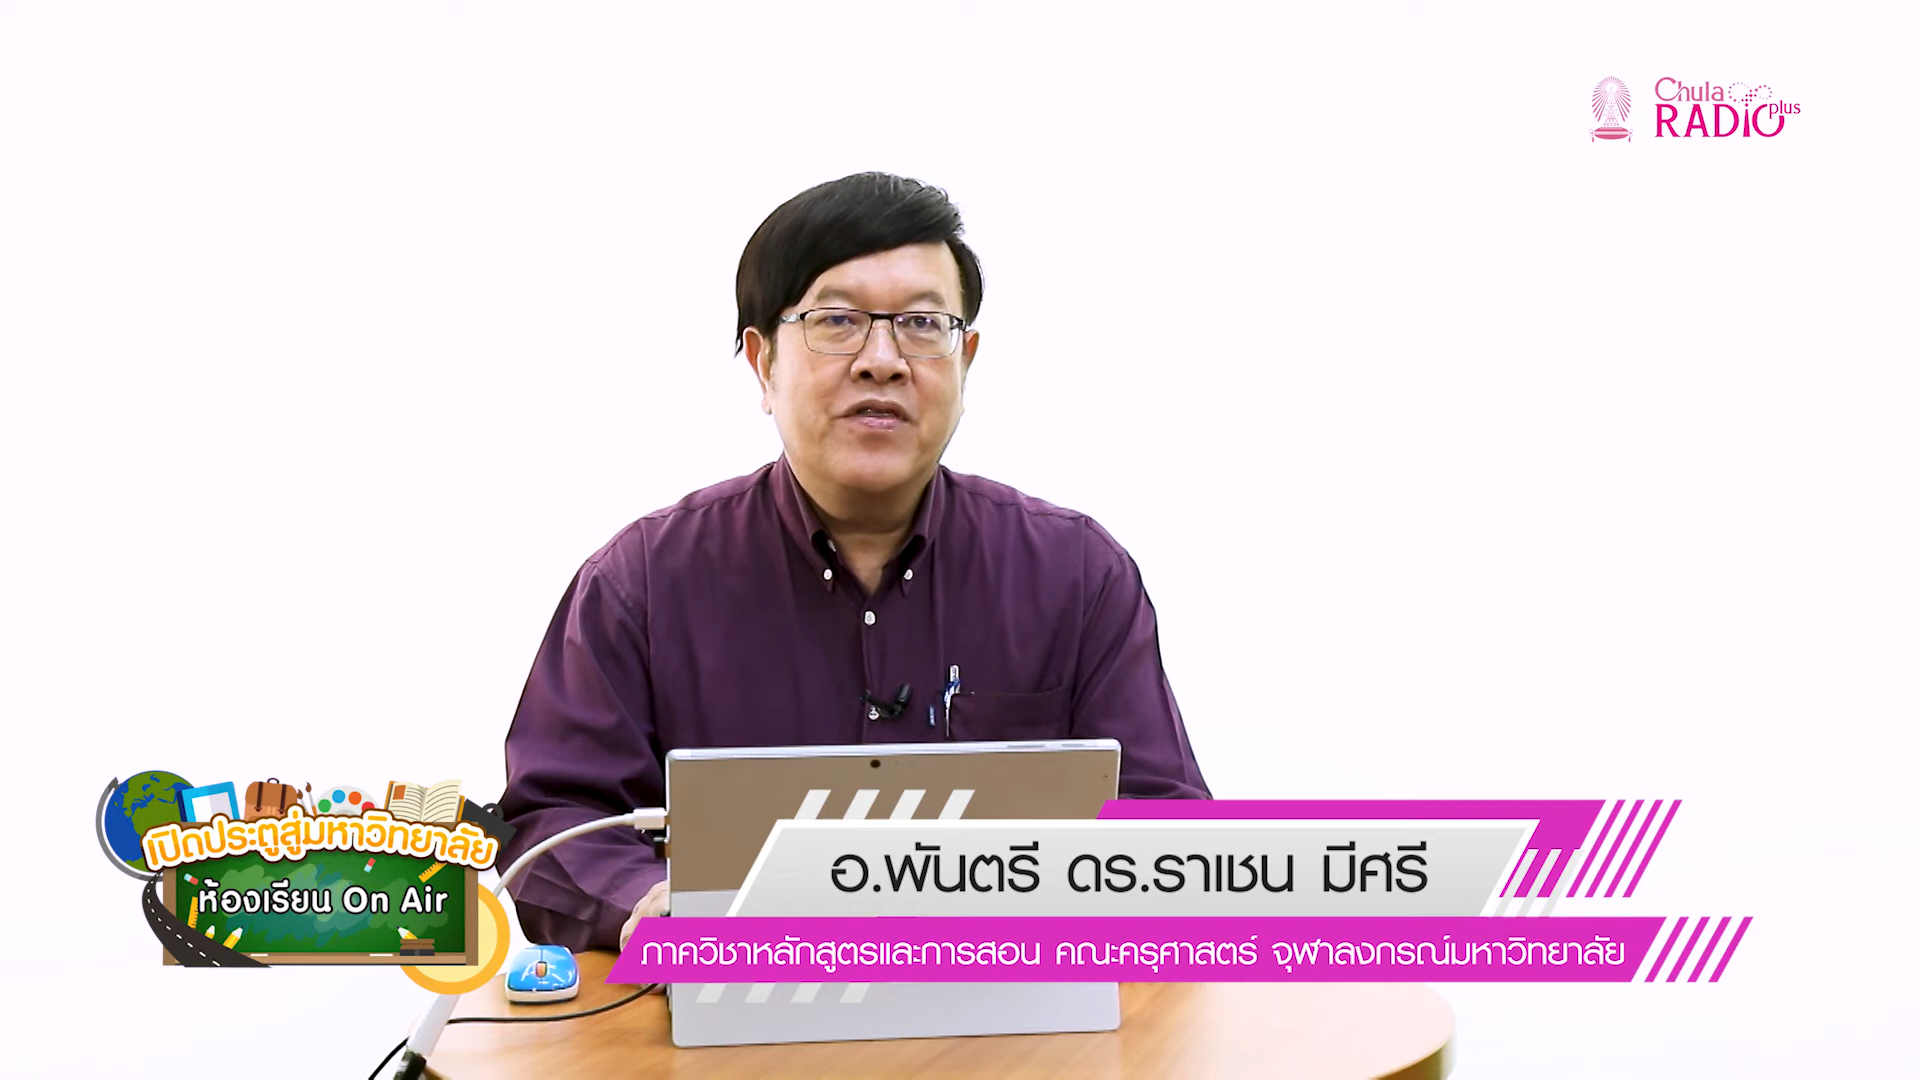 Chula
RADIO plus
เปิดประตูสู่มหาวิทยาลัย
ห้องเรียน On Air
อ.พันตรี ดร.ราเชน มีศรี
ภาควิชาหลักสูตรและการสอน คณะครุศาสตร์ จุฬาลงกรณ์มหาวิทยาลัย